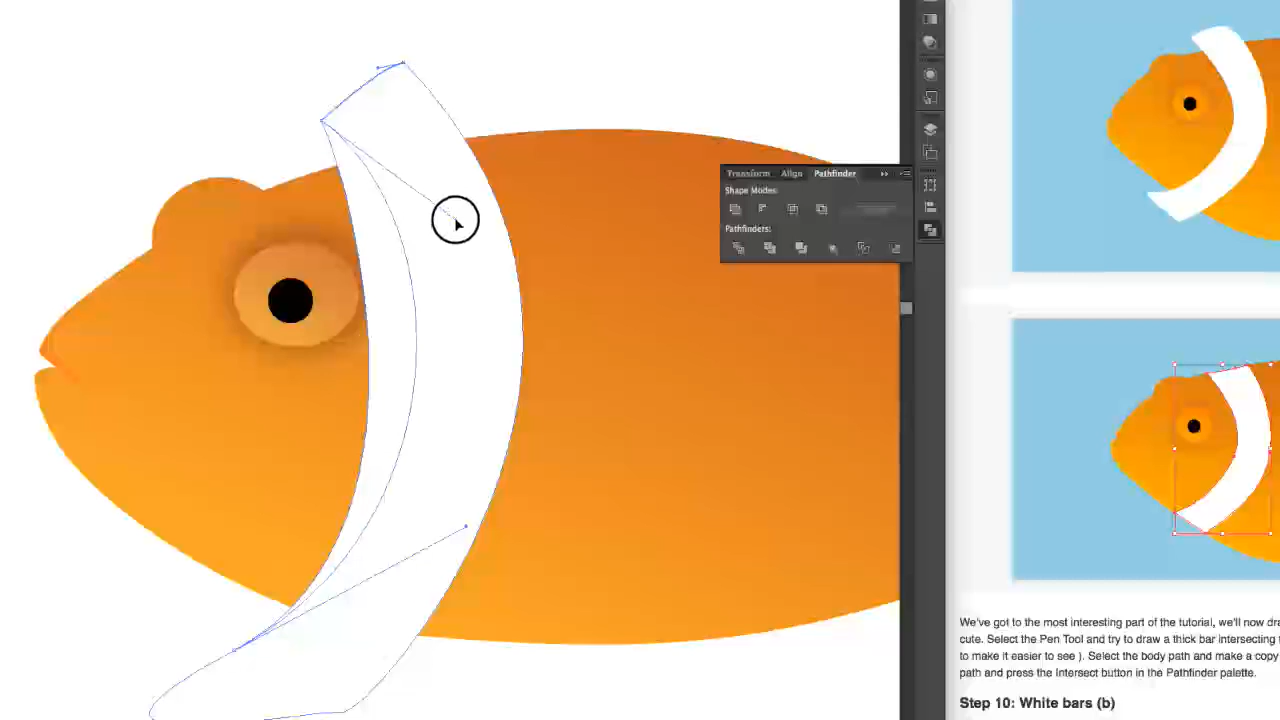 Transform Align Pathfinder
Shape Modes:
Pathfinders:
We've got to the most interesting part of the tutorial, we'll now dra
cute. Select the Pen Tool and try to draw a thick bar intersecting
to make it easier to see ). Select the body path and make a copy
path and press the Intersect button in the Pathfinder palette.
Step 10: White bars (b)